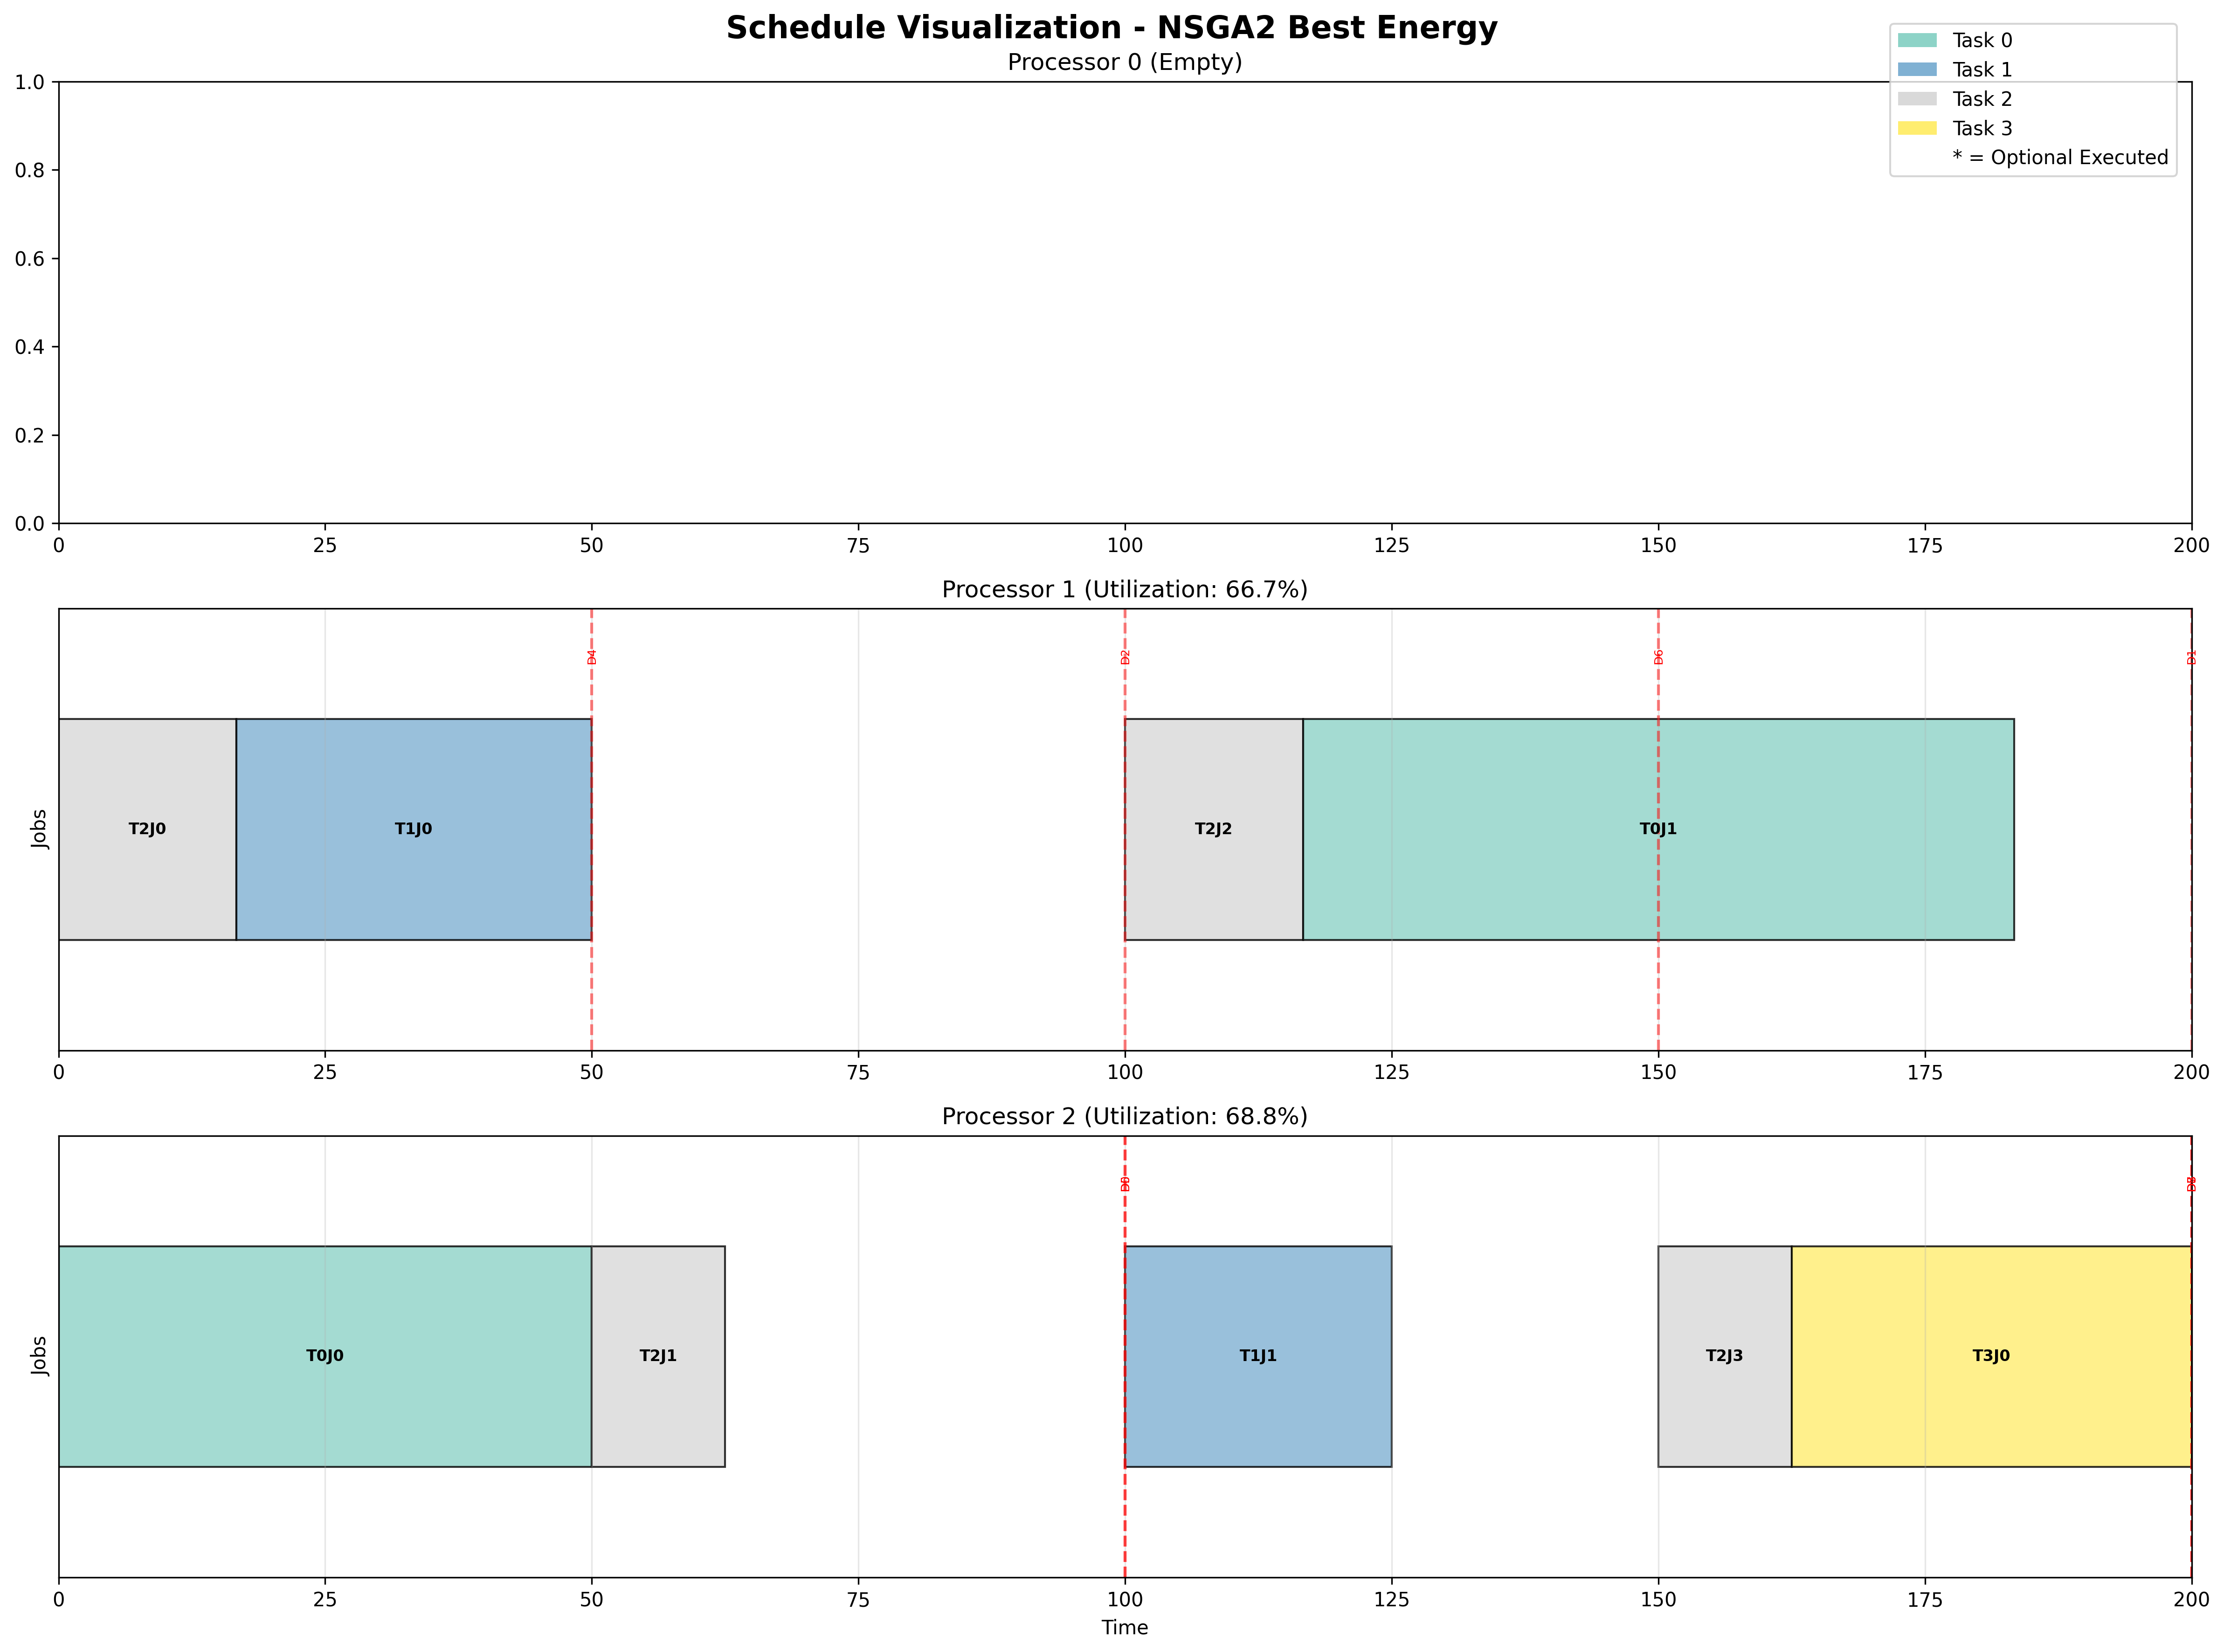 Schedule Visualization - NSGA2 Best Energy
Processor 0 (Empty)
Task 0
Task 1
Task 2
Task 3
* = Optional Executed
1.0
0.8
0.6
0.4
0.2
0.0
0 25 50 75 100 125 150 175 200
Processor 1 (Utilization: 66.7%)
D4 D2 D6 D1
Jobs
T2J0 T1J0 T2J2 T0J1
0 25 50 75 100 125 150 175 200
Processor 2 (Utilization: 68.8%)
Jobs
T0J0 T2J1 T1J1 T2J3 T3J0
0 25 50 75 100 125 150 175 200
Time